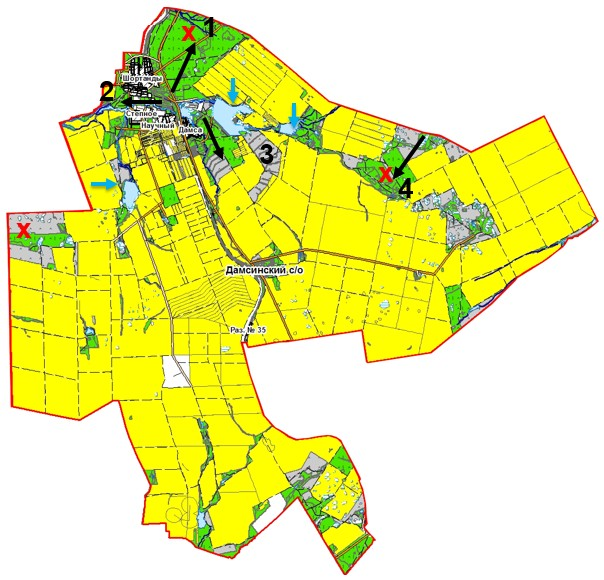 X 1
Шортанды
2
Степное
Научный Дамса
3
X
4
X
Дамсинский с/о
Раз. № 35